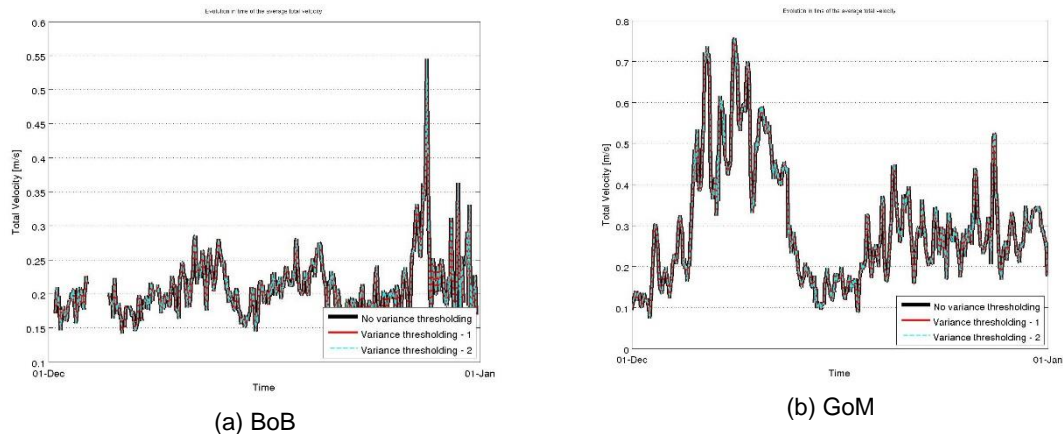 Evolution in time of the average total velocity
0.6
0.55
0.5
0.45
0.4
0.35
0.3
0.25
0.2
0.15
0.1
Total Velocity [m/s]
No variance thresholding
Variance thresholding - 1
Variance thresholding - 2
01-Dec
01-Jan
Time
(a) BoB
Evolution in time of the average total velocity
0.8
0.7
0.6
0.5
0.4
0.3
0.2
0.1
0
Total Velocity [m/s]
No variance thresholding
Variance thresholding - 1
Variance thresholding - 2
01-Dec
01-Jan
Time
(b) GoM